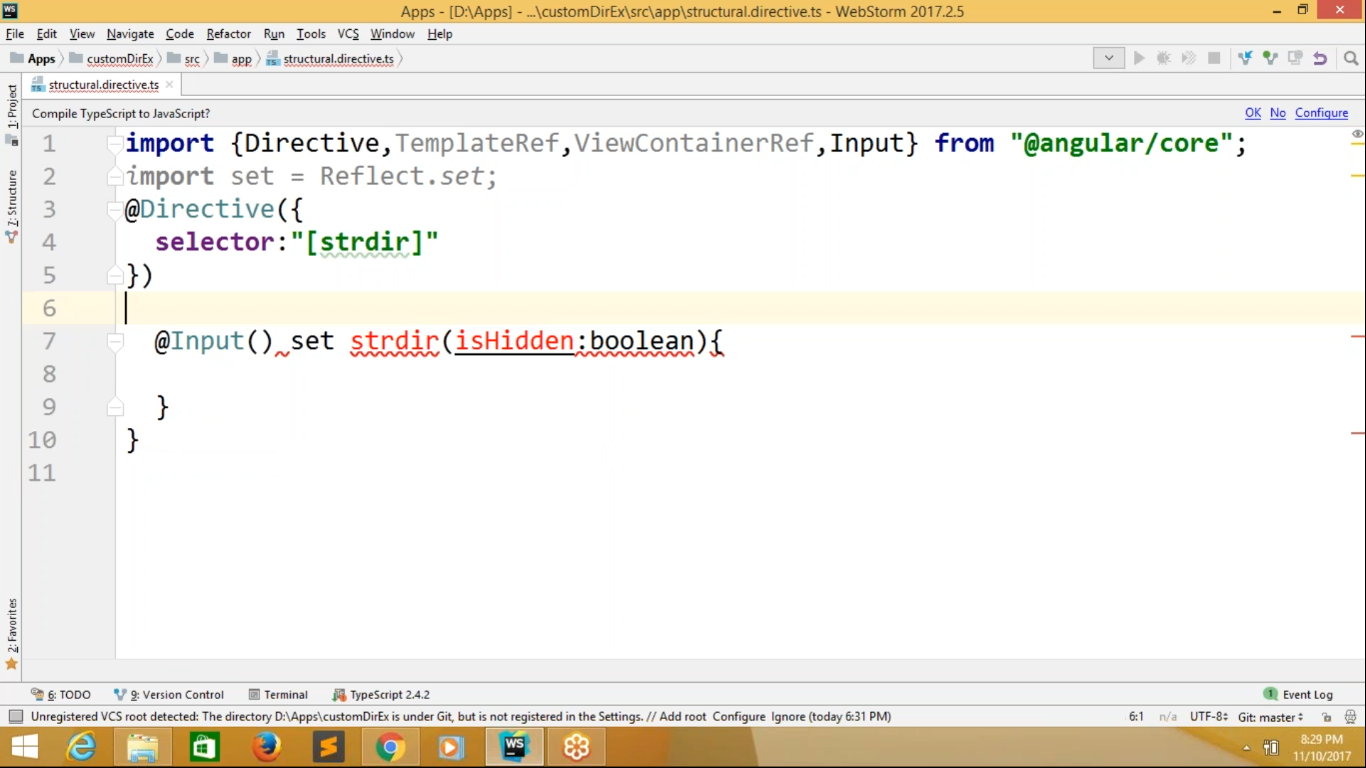 WS
Apps - [D:\Apps] - ...\customDirEx\src\app\structural.directive.ts - WebStorm 2017.2.5
File Edit View Navigate Code Refactor Run Tools VCS Window Help
Apps customDirEx src app structural.directive.ts
1: Project
structural.directive.ts
Compile TypeScript to JavaScript? OK No Configure
7: Structure
1 import {Directive,TemplateRef,ViewContainerRef,Input} from "@angular/core";
2 import set = Reflect.set;
3 @Directive({
4 selector:"[strdir]"
5 })
6
7 @Input() set strdir(isHidden:boolean){
8
9 }
10 }
11
2: Favorites
6: TODO 9: Version Control Terminal TypeScript 2.4.2 1 Event Log
Unregistered VCS root detected: The directory D:\Apps\customDirEx is under Git, but is not registered in the Settings. // Add root Configure Ignore (today 6:31 PM) 6:1 n/a UTF-8 Git: master
WS
8:29 PM
11/10/2017